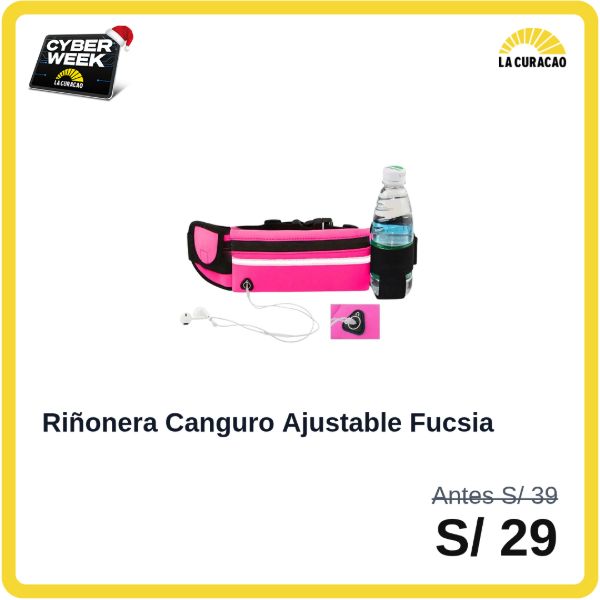 CYBER
WEEK
LA CURACAO
LA CURACAO
Riñonera Canguro Ajustable Fucsia
Antes S/ 39
S/ 29